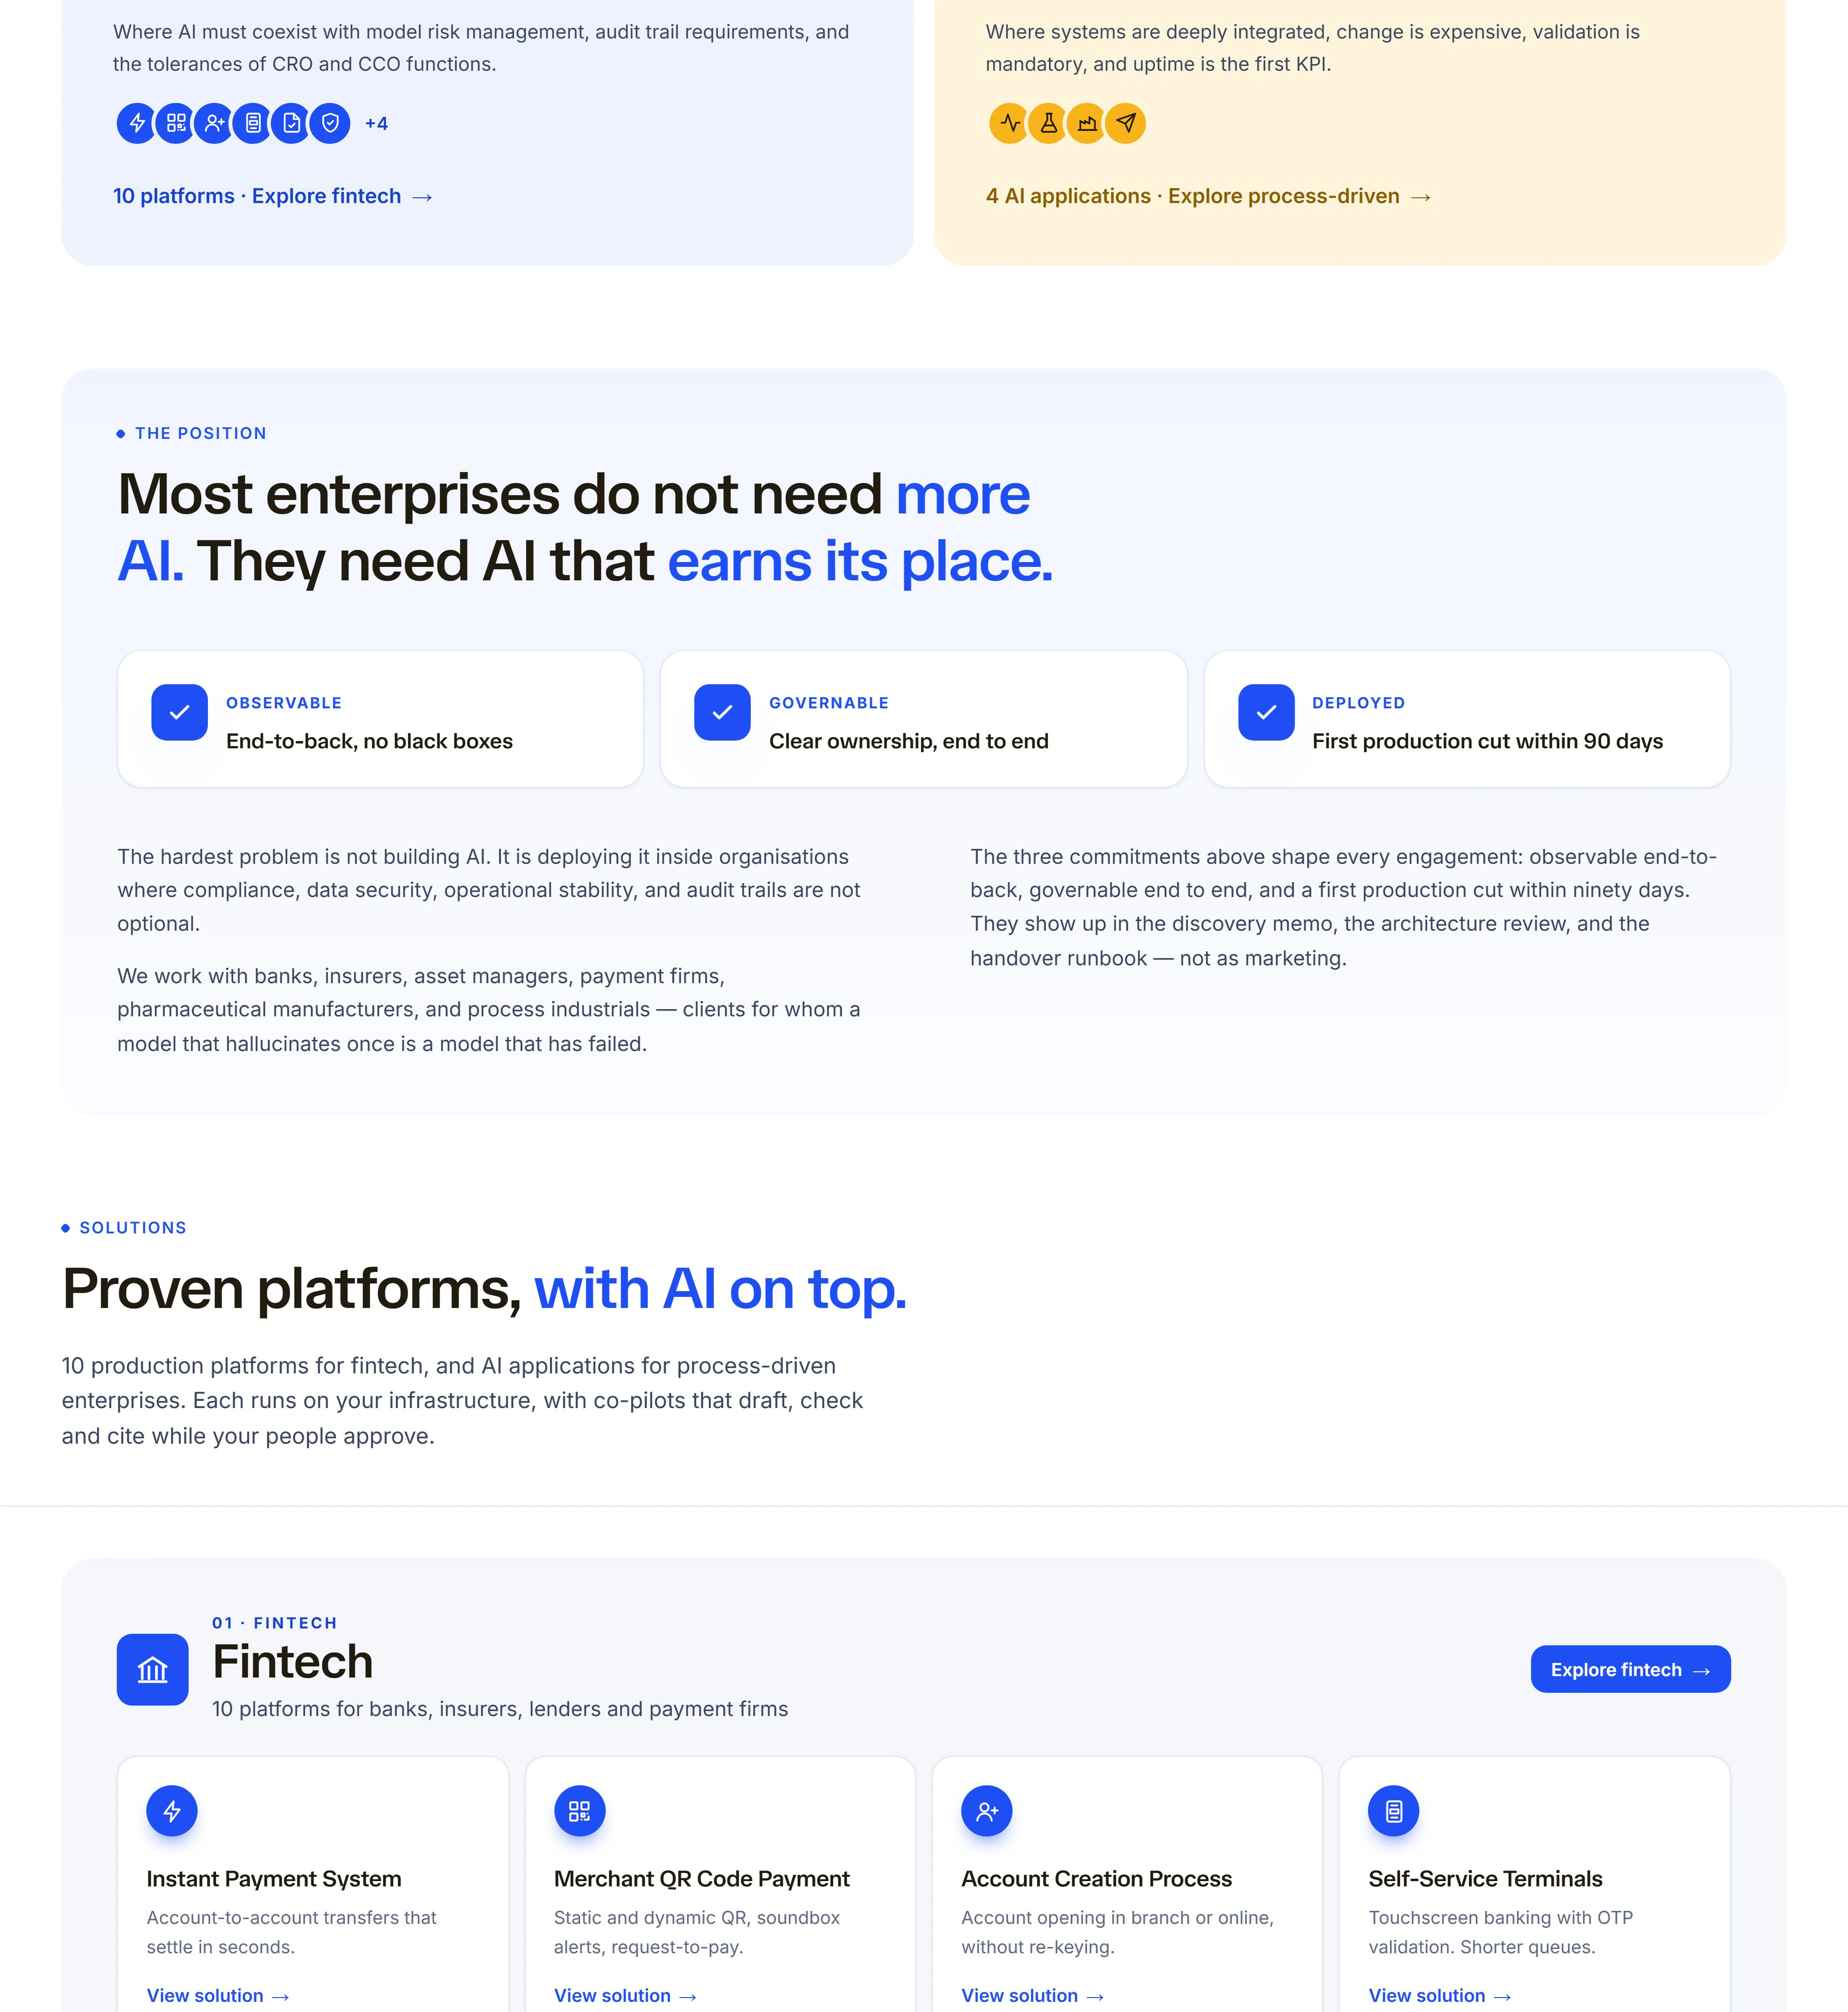 Where AI must coexist with model risk management, audit trail requirements, and
the tolerances of CRO and CCO functions.
+4
10 platforms · Explore fintech →
Where systems are deeply integrated, change is expensive, validation is
mandatory, and uptime is the first KPI.
4 AI applications · Explore process-driven →
THE POSITION
Most enterprises do not need more
AI. They need AI that earns its place.
OBSERVABLE
End-to-back, no black boxes
GOVERNABLE
Clear ownership, end to end
DEPLOYED
First production cut within 90 days
The hardest problem is not building AI. It is deploying it inside organisations
where compliance, data security, operational stability, and audit trails are not
optional.
We work with banks, insurers, asset managers, payment firms,
pharmaceutical manufacturers, and process industrials — clients for whom a
model that hallucinates once is a model that has failed.
The three commitments above shape every engagement: observable end-to-
back, governable end to end, and a first production cut within ninety days.
They show up in the discovery memo, the architecture review, and the
handover runbook — not as marketing.
SOLUTIONS
Proven platforms, with AI on top.
10 production platforms for fintech, and AI applications for process-driven
enterprises. Each runs on your infrastructure, with co-pilots that draft, check
and cite while your people approve.
01 · FINTECH
Fintech
10 platforms for banks, insurers, lenders and payment firms
Explore fintech →
Instant Payment System
Account-to-account transfers that
settle in seconds.
View solution →
Merchant QR Code Payment
Static and dynamic QR, soundbox
alerts, request-to-pay.
View solution →
Account Creation Process
Account opening in branch or online,
without re-keying.
View solution →
Self-Service Terminals
Touchscreen banking with OTP
validation. Shorter queues.
View solution →